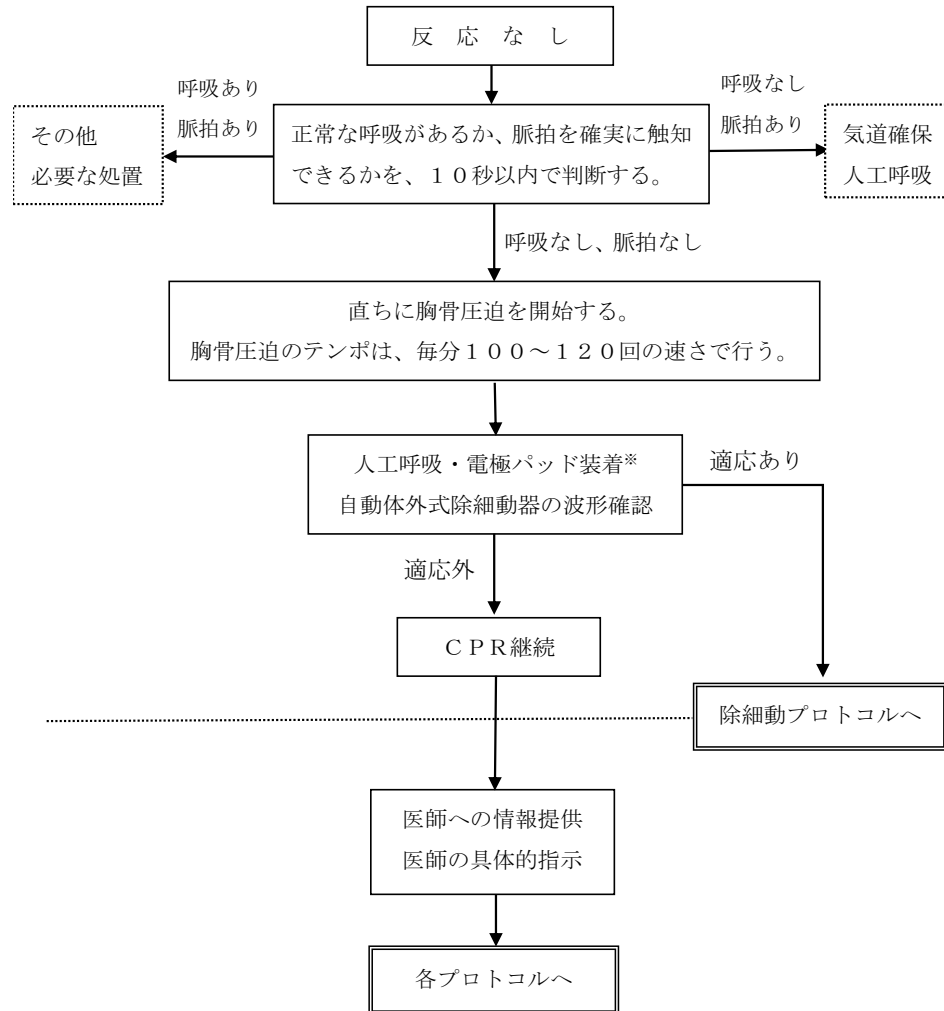 反　応　な　し
呼吸あり
脈拍あり
呼吸なし
脈拍あり
その他
必要な処置
正常な呼吸があるか、脈拍を確実に触知
できるかを、１０秒以内で判断する。
気道確保
人工呼吸
呼吸なし、脈拍なし
直ちに胸骨圧迫を開始する。
胸骨圧迫のテンポは、毎分１００～１２０回の速さで行う。
人工呼吸・電極パッド装着※
自動体外式除細動器の波形確認
適応あり
適応外
ＣＰＲ継続
除細動プロトコルへ
医師への情報提供
医師の具体的指示
各プロトコルへ